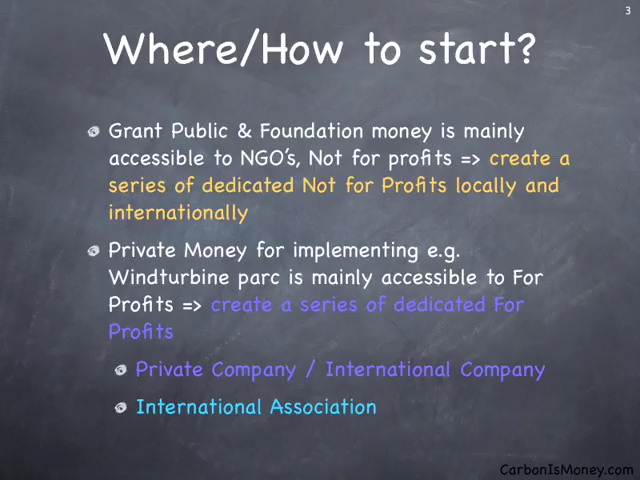 3
Where/How to start?
Grant Public & Foundation money is mainly
accessible to NGO's, Not for profits => create a
series of dedicated Not for Profits locally and
internationally
Private Money for implementing e.g.
Windturbine parc is mainly accessible to For
Profits => create a series of dedicated For
Profits
Private Company / International Company
International Association
CarbonIsMoney.com